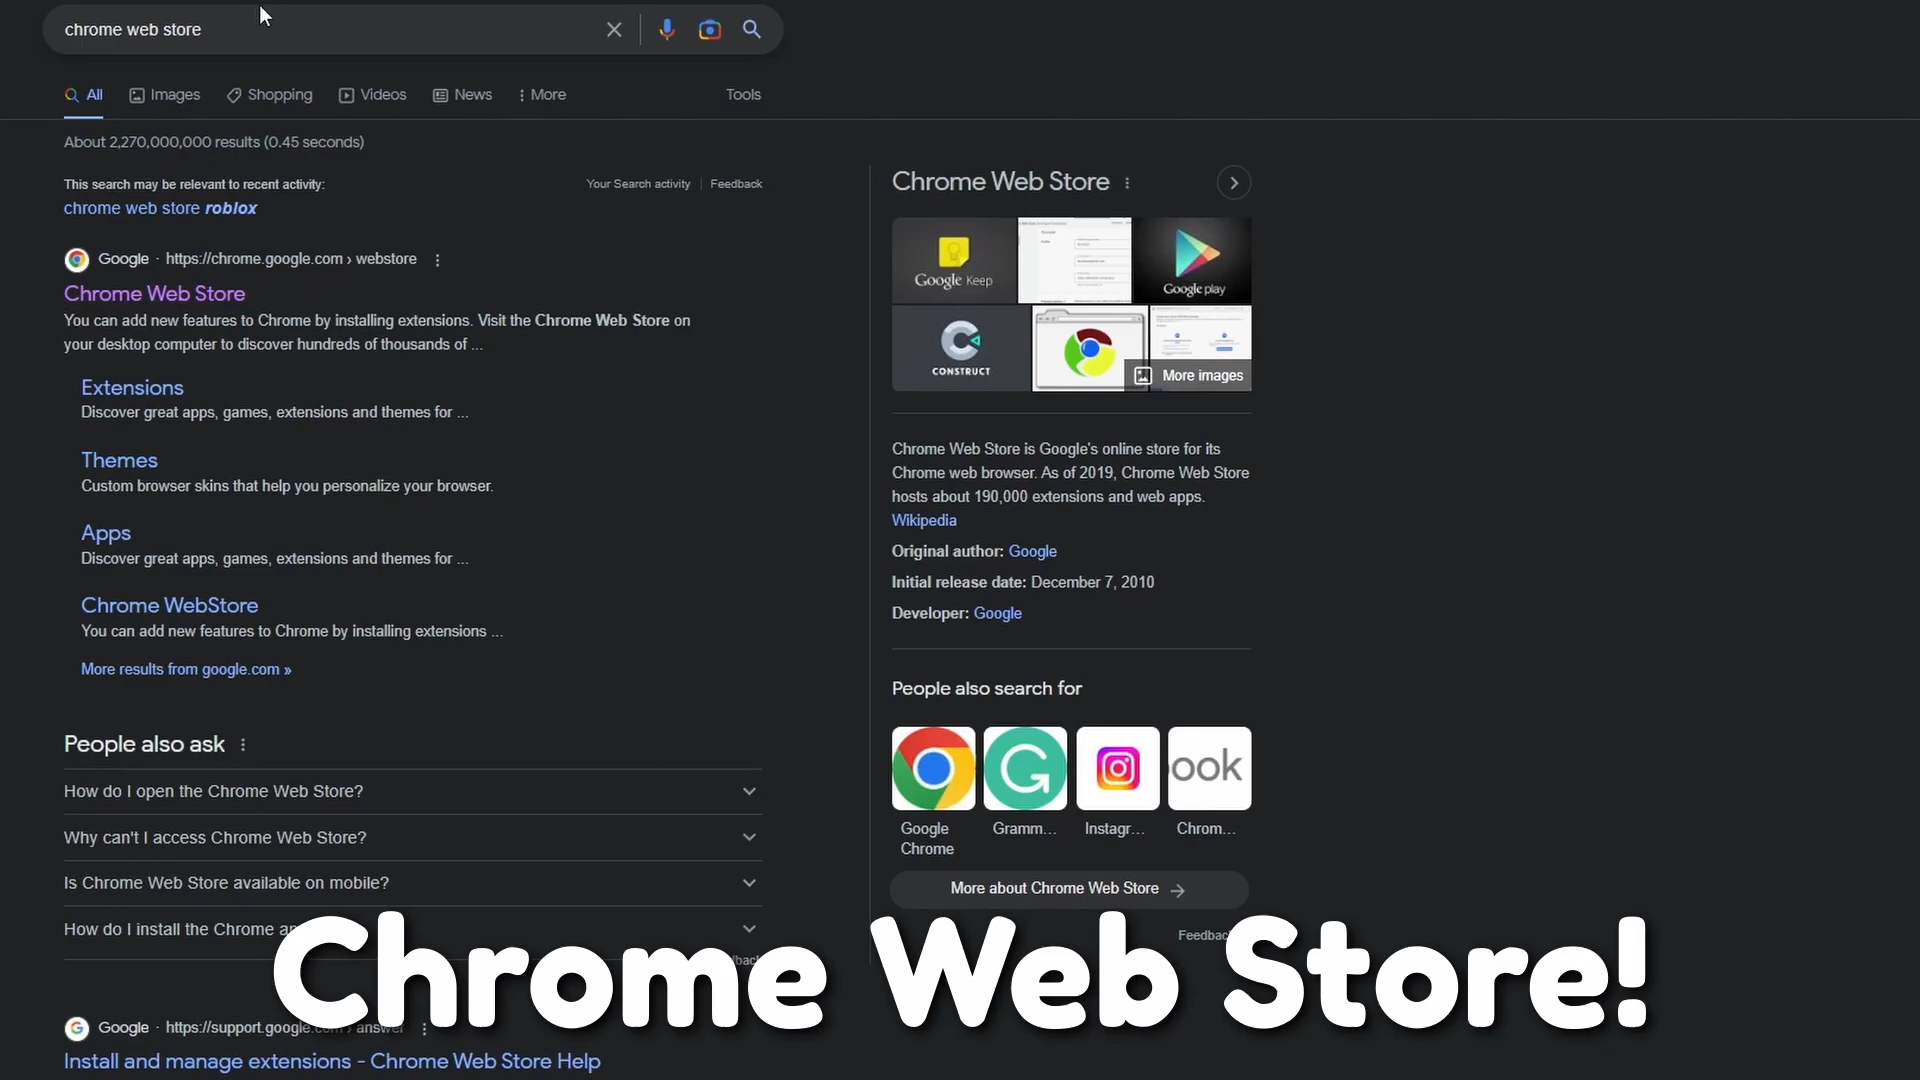 chrome web store
All
Images
Shopping
Videos
News
More
Tools
About 2,270,000,000 results (0.45 seconds)
This search may be relevant to recent activity:
Your Search activity
Feedback
chrome web store roblox
Google · https://chrome.google.com › webstore
Chrome Web Store
You can add new features to Chrome by installing extensions. Visit the Chrome Web Store on
your desktop computer to discover hundreds of thousands of ...
Extensions
Discover great apps, games, extensions and themes for ...
Themes
Custom browser skins that help you personalize your browser.
Apps
Discover great apps, games, extensions and themes for ...
Chrome WebStore
You can add new features to Chrome by installing extensions ...
More results from google.com »
People also ask
How do I open the Chrome Web Store?
Why can't I access Chrome Web Store?
Is Chrome Web Store available on mobile?
How do I install the Chrome
Google · https://support.google.com › answer
Install and manage extensions - Chrome Web Store Help
Chrome Web Store
Google Keep
Google play
CONSTRUCT
More images
Chrome Web Store is Google's online store for its
Chrome web browser. As of 2019, Chrome Web Store
hosts about 190,000 extensions and web apps.
Wikipedia
Original author: Google
Initial release date: December 7, 2010
Developer: Google
People also search for
ook
Google
Chrome
Gramm...
Instagr...
Chrom...
More about Chrome Web Store
Feedback
Chrome Web Store!